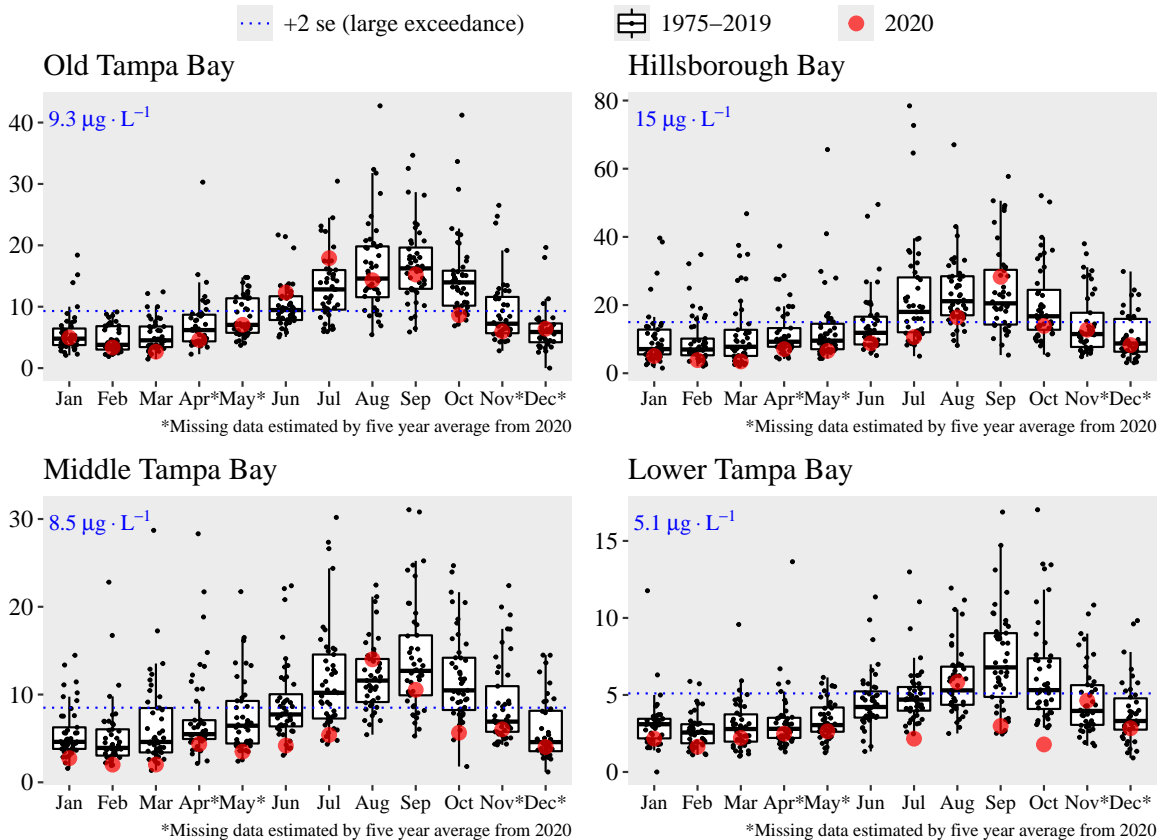 +2 se (large exceedance) 1975–2019 2020
Old Tampa Bay
9.3 μg · L⁻¹
40
30
20
10
0
Jan Feb Mar Apr* May* Jun Jul Aug Sep Oct Nov* Dec*
*Missing data estimated by five year average from 2020
Hillsborough Bay
15 μg · L⁻¹
80
60
40
20
0
Jan Feb Mar Apr* May* Jun Jul Aug Sep Oct Nov* Dec*
*Missing data estimated by five year average from 2020
Middle Tampa Bay
8.5 μg · L⁻¹
30
20
10
0
Jan Feb Mar Apr* May* Jun Jul Aug Sep Oct Nov* Dec*
*Missing data estimated by five year average from 2020
Lower Tampa Bay
5.1 μg · L⁻¹
15
10
5
0
Jan Feb Mar Apr* May* Jun Jul Aug Sep Oct Nov* Dec*
*Missing data estimated by five year average from 2020